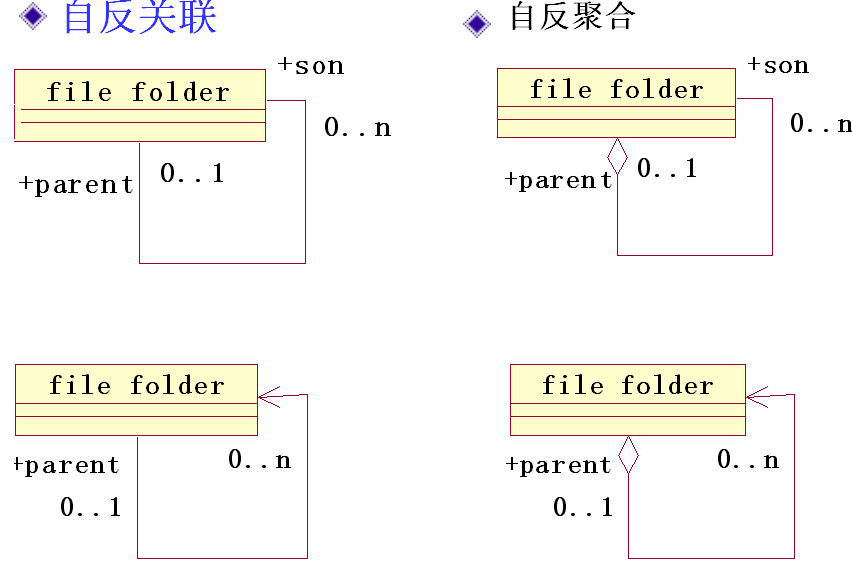 自反关联
自反聚合
+son
file folder
0..n
+parent
0..1
+son
file folder
0..n
+parent
0..1
file folder
+parent
0..n
0..1
file folder
+parent
0..n
0..1